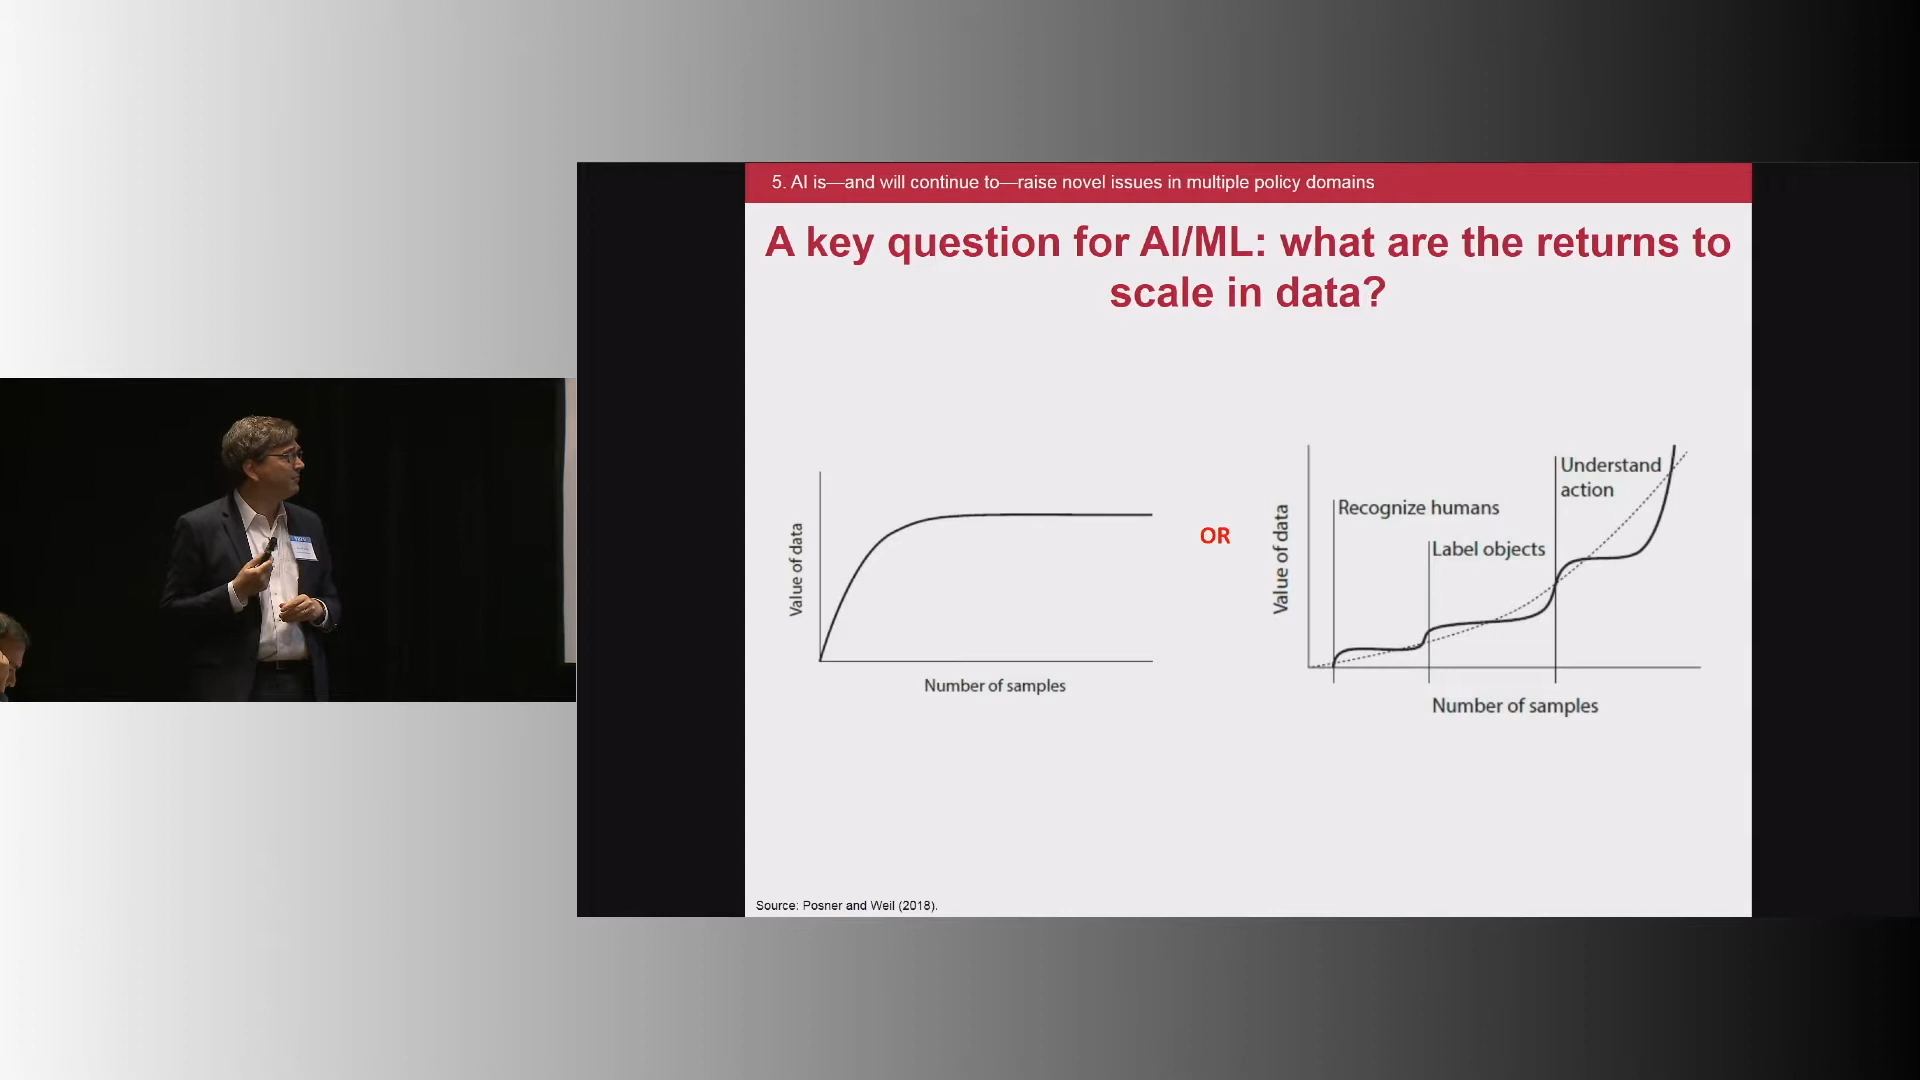 5. AI is—and will continue to—raise novel issues in multiple policy domains
A key question for AI/ML: what are the returns to
scale in data?
Value of data
Number of samples
OR
Value of data
Recognize humans
Label objects
Understand
action
Number of samples
Source: Posner and Weil (2018).